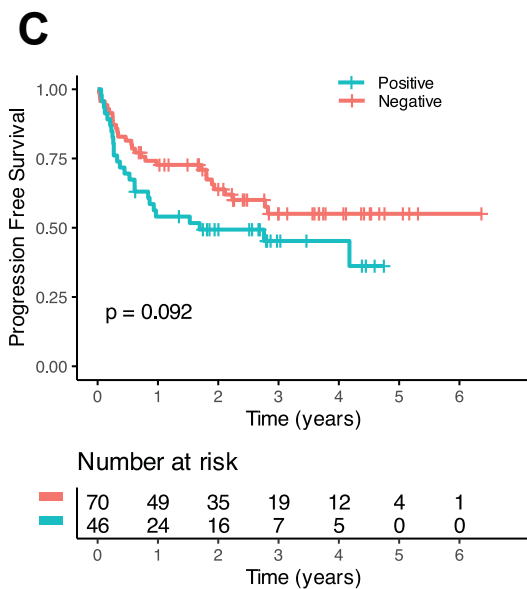 C
Positive
Negative
Progression Free Survival
1.00
0.75
0.50
0.25
0.00
p = 0.092
0 1 2 3 4 5 6
Time (years)
Number at risk
70 49 35 19 12 4 1
46 24 16 7 5 0 0
0 1 2 3 4 5 6
Time (years)